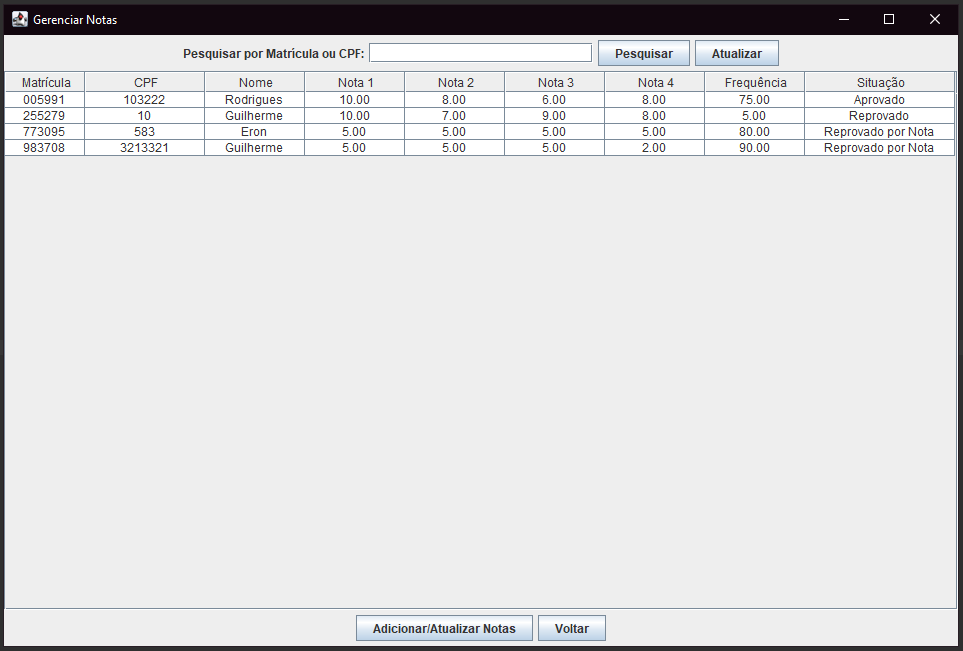 Gerenciar Notas
Pesquisar por Matrícula ou CPF: Pesquisar Atualizar
Matrícula CPF Nome Nota 1 Nota 2 Nota 3 Nota 4 Frequência Situação
005991 103222 Rodrigues 10.00 8.00 6.00 8.00 75.00 Aprovado
255279 10 Guilherme 10.00 7.00 9.00 8.00 5.00 Reprovado
773095 583 Eron 5.00 5.00 5.00 5.00 80.00 Reprovado por Nota
983708 3213321 Guilherme 5.00 5.00 5.00 2.00 90.00 Reprovado por Nota
Adicionar/Atualizar Notas Voltar